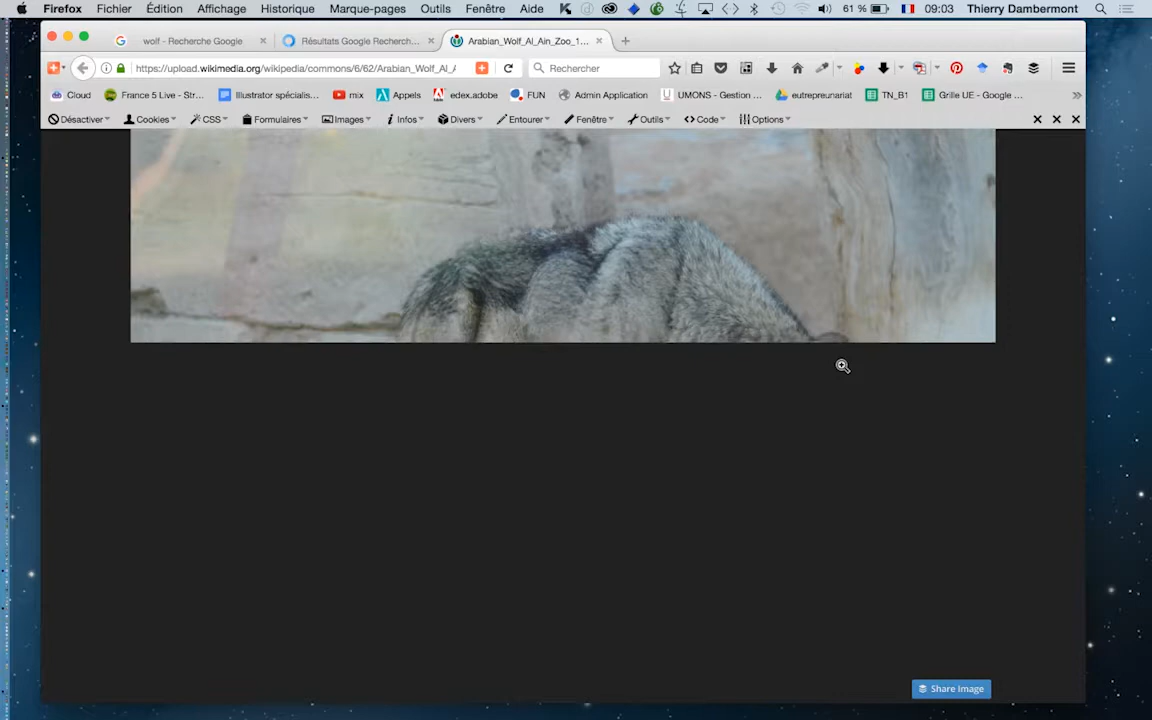 Firefox Fichier Édition Affichage Historique Marque-pages Outils Fenêtre Aide 61 % 09:03 Thierry Dambermont
wolf - Recherche Google Résultats Google Recherch... Arabian_Wolf_Al_Ain_Zoo_1...
https://upload.wikimedia.org/wikipedia/commons/6/62/Arabian_Wolf_Al_A Rechercher
Cloud France 5 Live - Str... Illustrator spécialis... mix Appels edex.adobe FUN Admin Application UMONS - Gestion ... eutrepreunariat TN_B1 Grille UE - Google ...
Désactiver Cookies CSS Formulaires Images Infos Divers Entourer Fenêtre Outils Code Options
Share Image